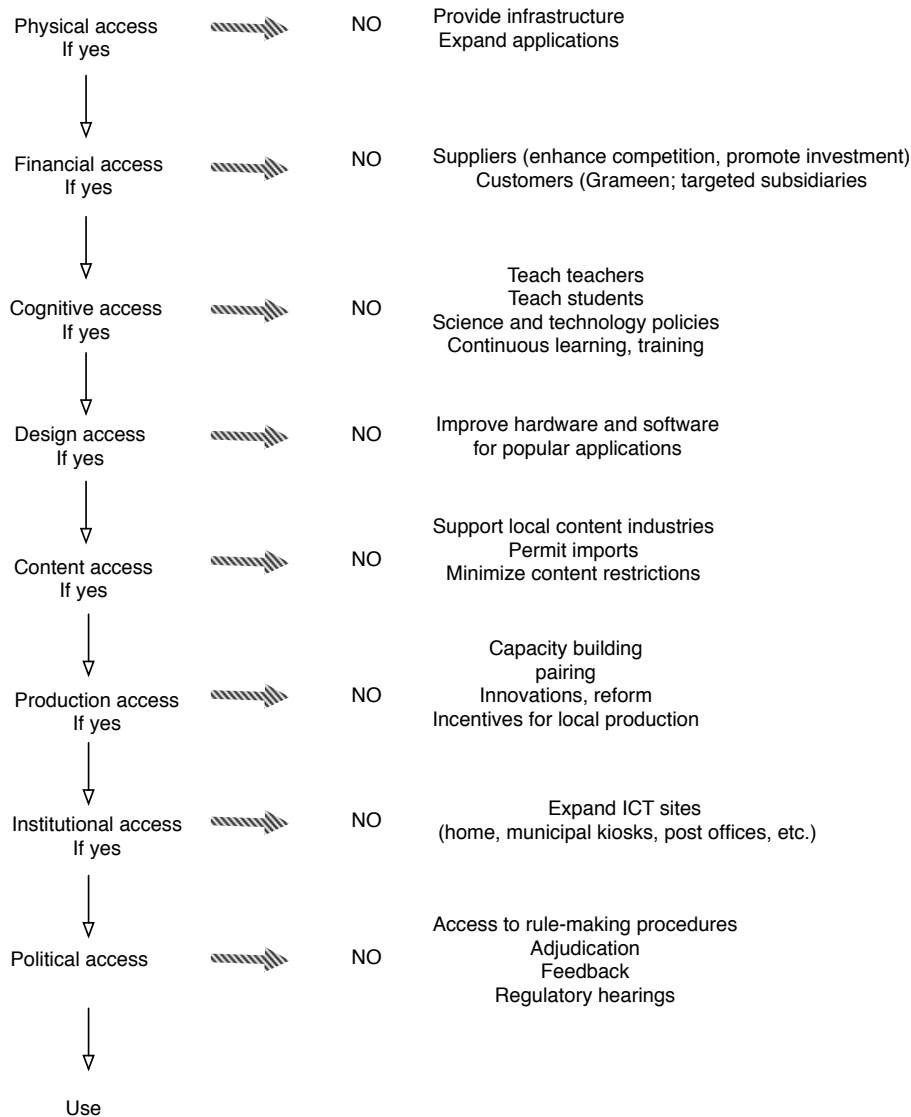 Physical access
If yes
NO
Provide infrastructure
Expand applications
Financial access
If yes
NO
Suppliers (enhance competition, promote investment)
Customers (Grameen; targeted subsidiaries
Cognitive access
If yes
NO
Teach teachers
Teach students
Science and technology policies
Continuous learning, training
Design access
If yes
NO
Improve hardware and software
for popular applications
Content access
If yes
NO
Support local content industries
Permit imports
Minimize content restrictions
Production access
If yes
NO
Capacity building
pairing
Innovations, reform
Incentives for local production
Institutional access
If yes
NO
Expand ICT sites
(home, municipal kiosks, post offices, etc.)
Political access
NO
Access to rule-making procedures
Adjudication
Feedback
Regulatory hearings
Use